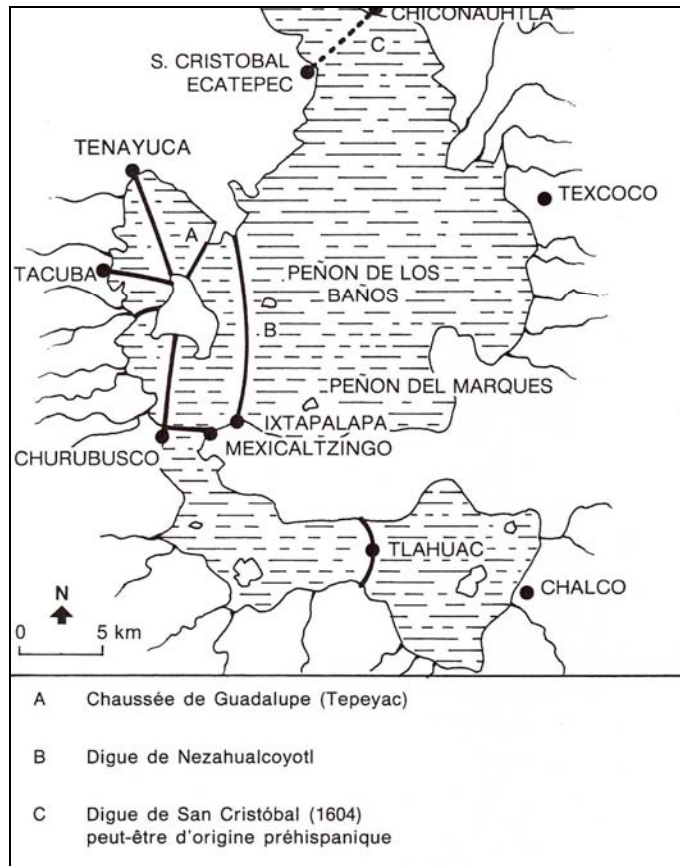 CHICONAUHTLA
C
S. CRISTOBAL
ECATEPEC
TENAYUCA
TEXCOCO
A
TACUBA
PEÑON DE LOS
BAÑOS
B
PEÑON DEL MARQUES
IXTAPALAPA
CHURUBUSCO
MEXICALTZINGO
TLAHUAC
CHALCO
N
0 5 km
A Chaussée de Guadalupe (Tepeyac)
B Digue de Nezahualcoyotl
C Digue de San Cristóbal (1604)
peut-être d'origine préhispanique